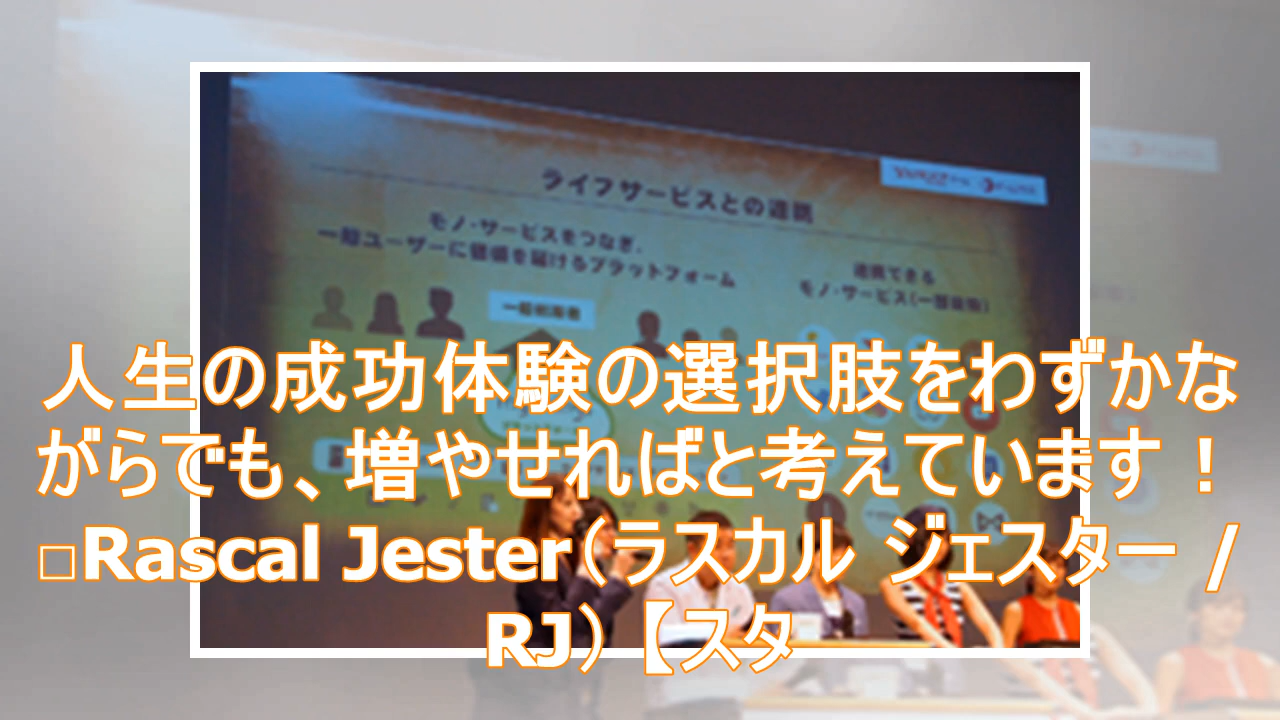 ライフサービスとの連携
モノ・サービスをつなぎ、
一般ユーザーに価値を届けるプラットフォーム
連携できる
モノ・サービス(一部抜粋)
一般利用者
人生の成功体験の選択肢をわずかな
がらでも、増やせればと考えています！
□Rascal Jester（ラスカル ジェスター /
RJ）【スタ